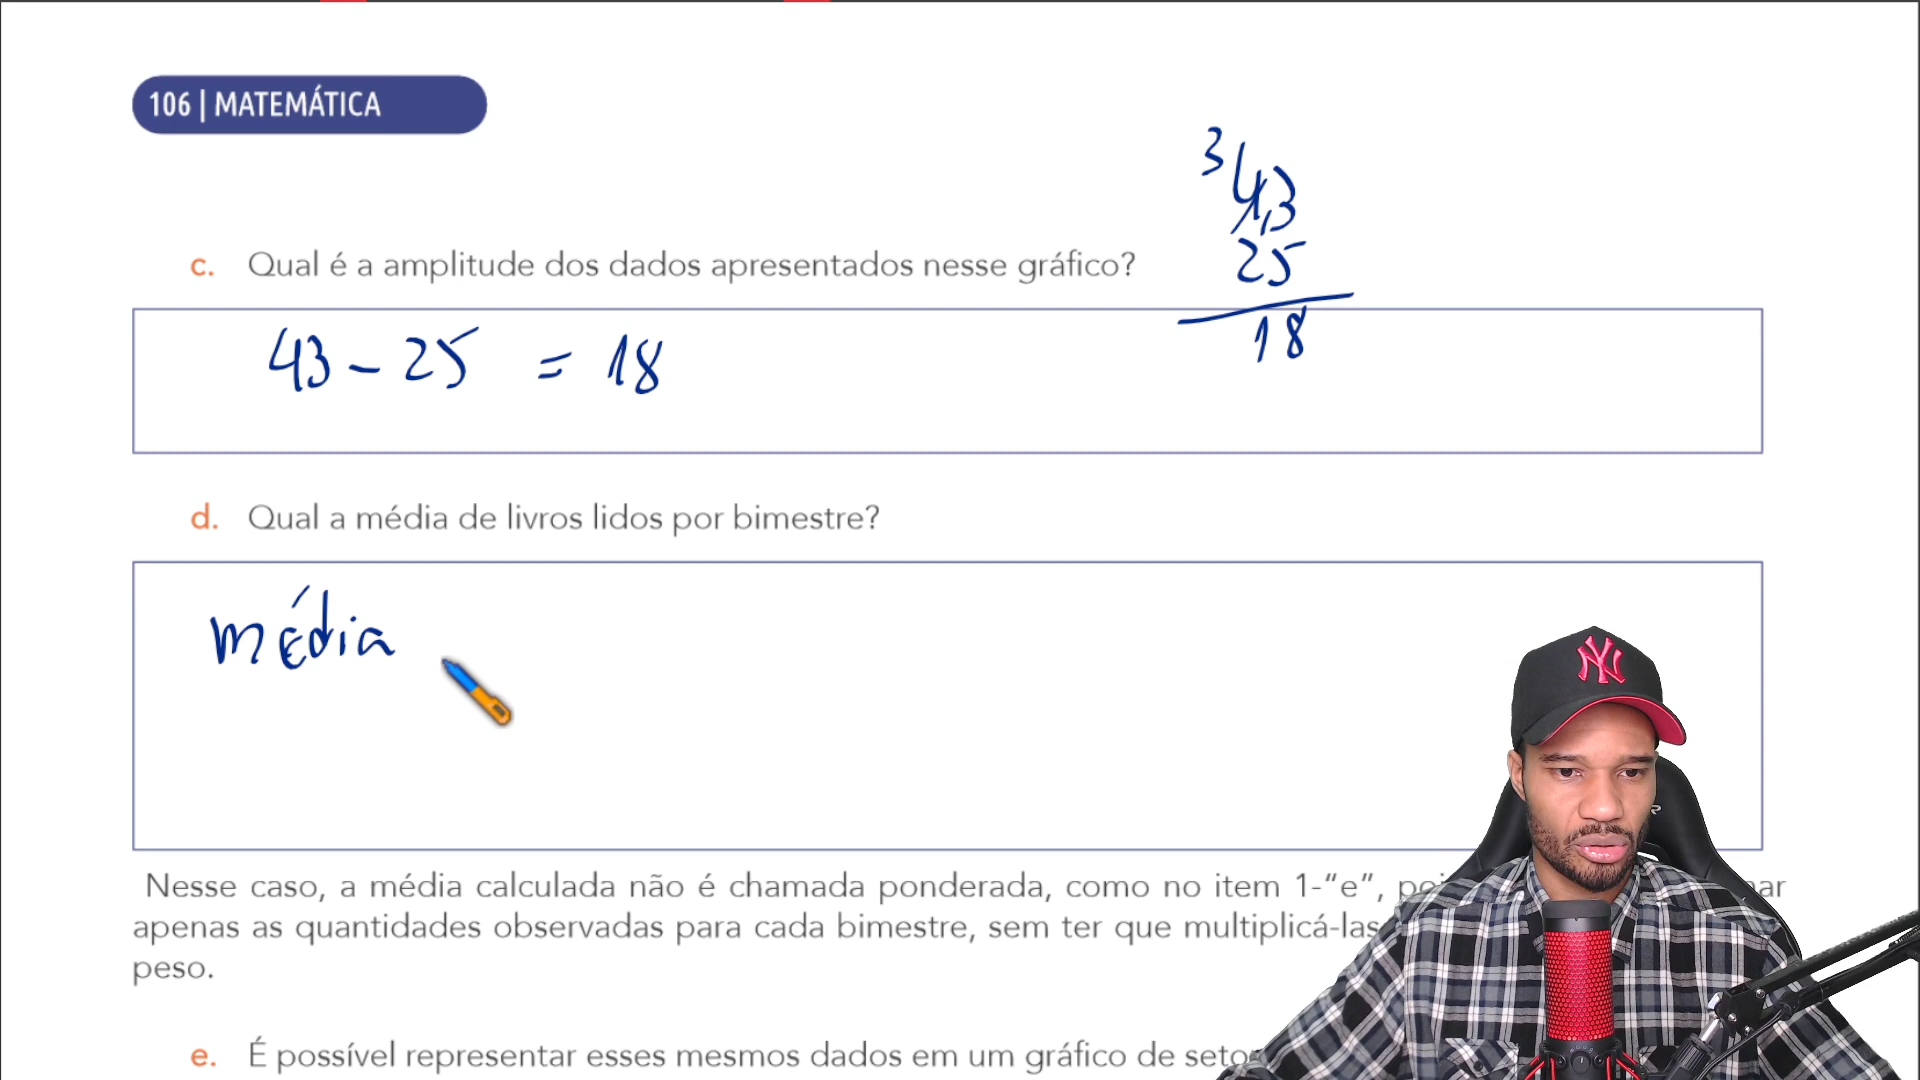 106 | MATEMÁTICA
3
43
25
18
c. Qual é a amplitude dos dados apresentados nesse gráfico?
43 - 25 = 18
d. Qual a média de livros lidos por bimestre?
média
Nesse caso, a média calculada não é chamada ponderada, como no item 1-“e”,
apenas as quantidades observadas para cada bimestre, sem ter que multiplicá-las
peso.
e. É possível representar esses mesmos dados em um gráfico de
NY